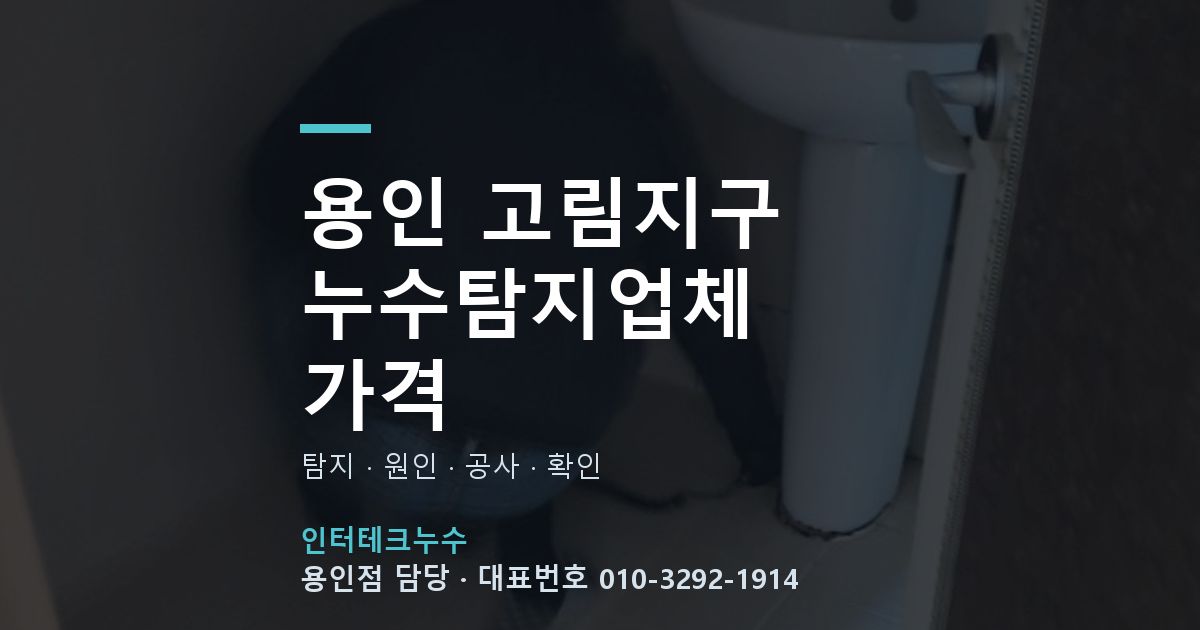 용인 고림지구
누수탐지업체
가격
탐지 · 원인 · 공사 · 확인
인터테크누수
용인점 담당 · 대표번호 010-3292-1914